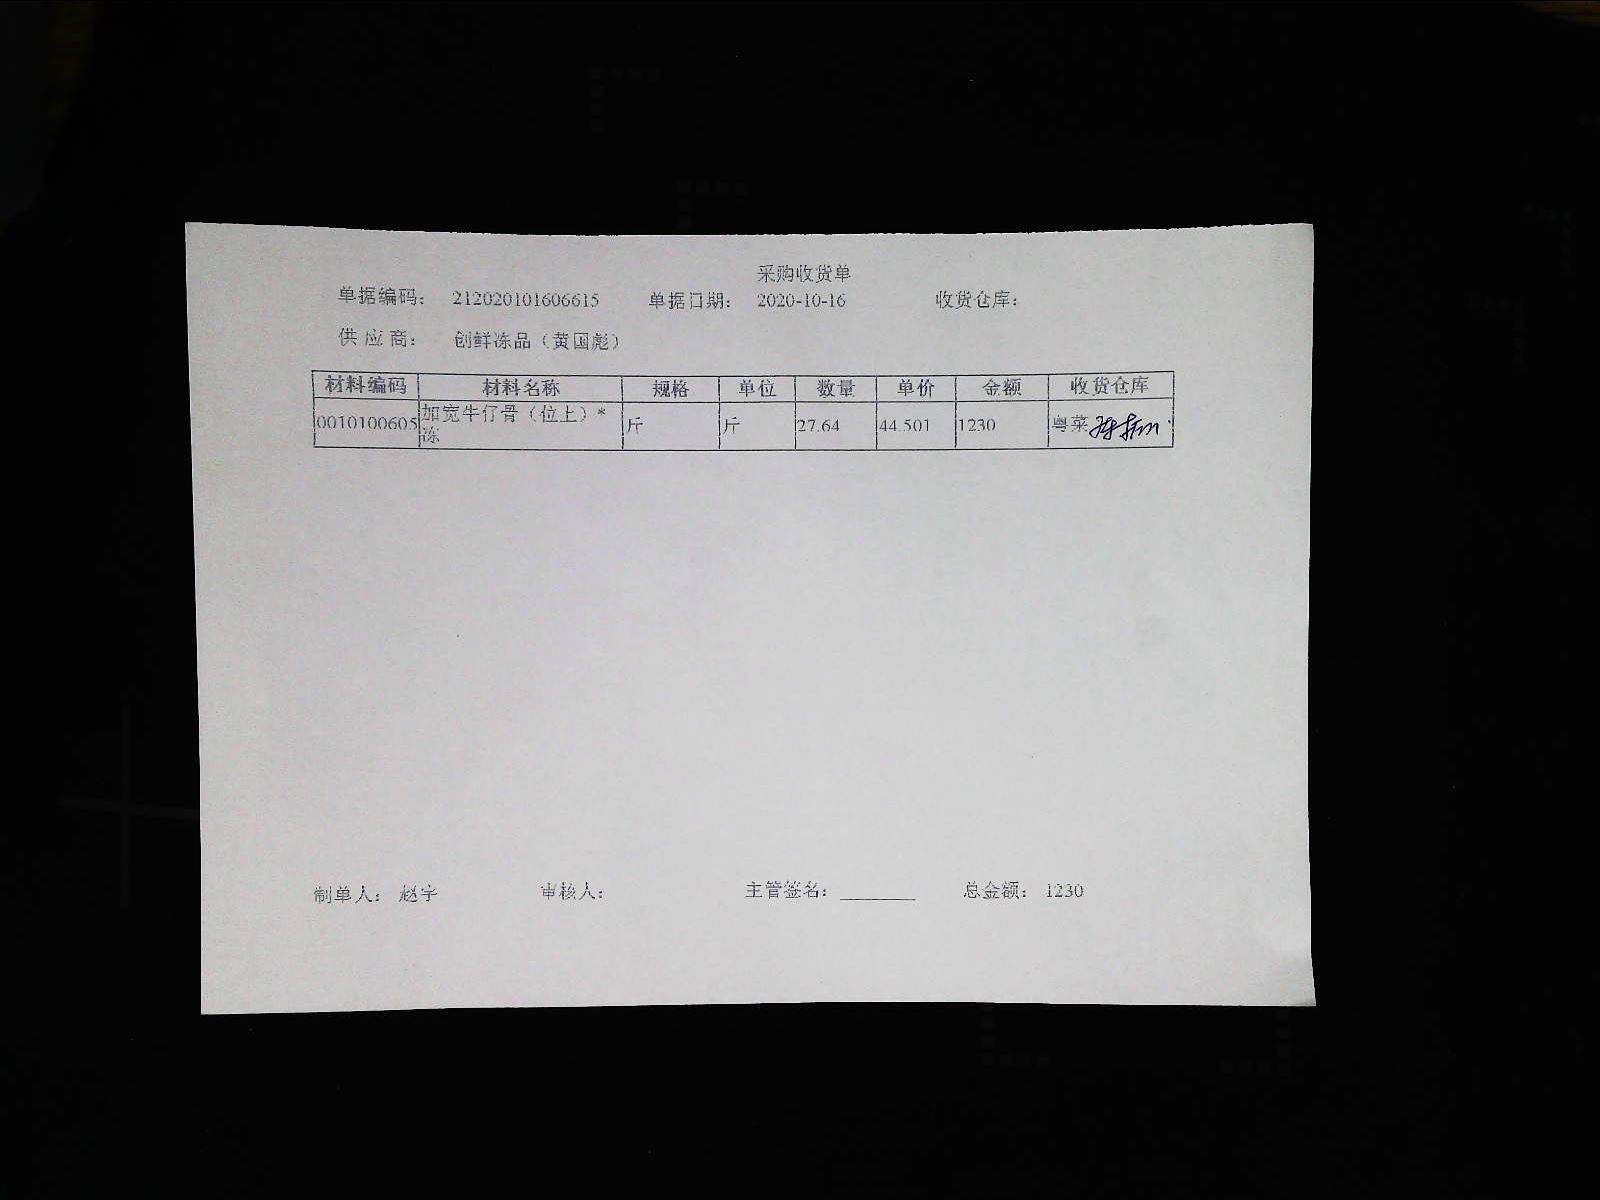 采购收货单
单据编码： 212020101606615 单据日期： 2020-10-16 收货仓库：
供应商： 创鲜冻品（黄国彪）
材料编码 材料名称 规格 单位 数量 单价 金额 收货仓库
0010100605 加宽牛仔骨（位上）* 斤 斤 27.64 44.501 1230 粤菜
冻
制单人： 赵宇 审核人： 主管签名： ________ 总金额： 1230